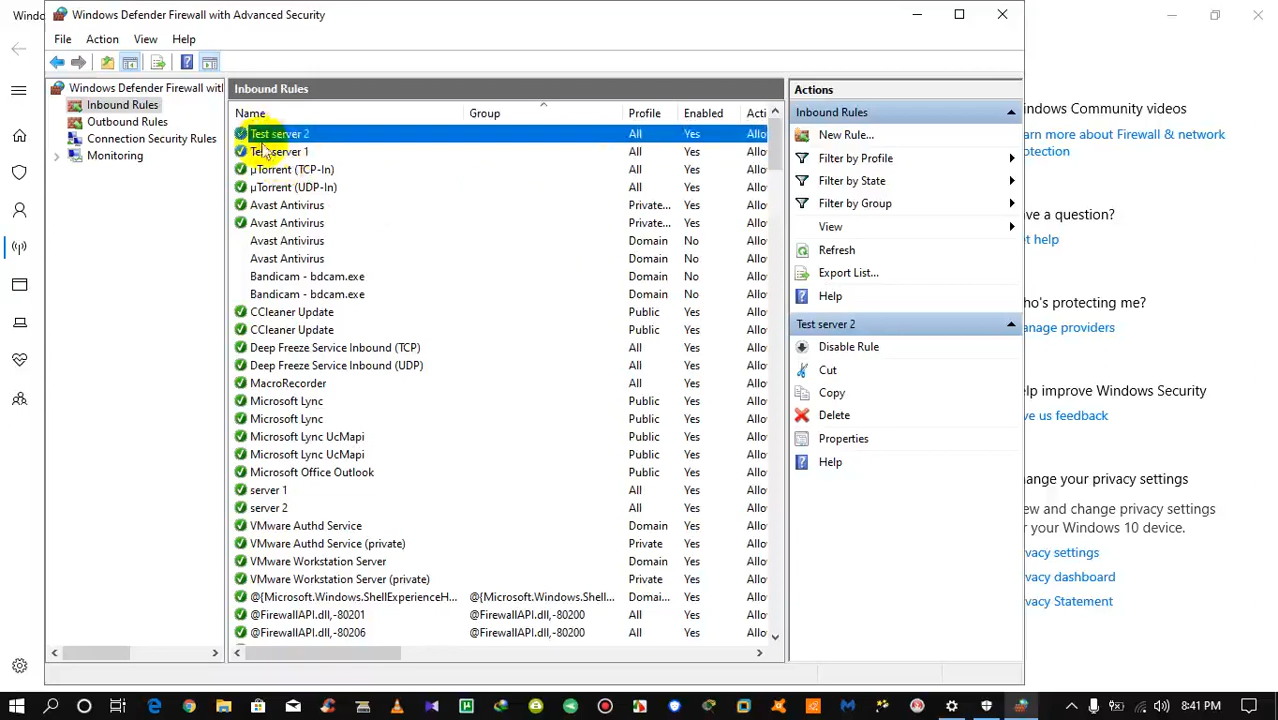 Windo
Windows Defender Firewall with Advanced Security
File Action View Help
Windows Defender Firewall with
Inbound Rules
Outbound Rules
Connection Security Rules
Monitoring
Inbound Rules
Name Group Profile Enabled Acti
Test server 2 All Yes Allo
Test server 1 All Yes Allo
µTorrent (TCP-In) All Yes Allo
µTorrent (UDP-In) All Yes Allo
Avast Antivirus Private... Yes Allo
Avast Antivirus Private... Yes Allo
Avast Antivirus Domain No Allo
Avast Antivirus Domain No Allo
Bandicam - bdcam.exe Domain No Allo
Bandicam - bdcam.exe Domain No Allo
CCleaner Update Public Yes Allo
CCleaner Update Public Yes Allo
Deep Freeze Service Inbound (TCP) All Yes Allo
Deep Freeze Service Inbound (UDP) All Yes Allo
MacroRecorder All Yes Allo
Microsoft Lync Public Yes Allo
Microsoft Lync Public Yes Allo
Microsoft Lync UcMapi Public Yes Allo
Microsoft Lync UcMapi Public Yes Allo
Microsoft Office Outlook Public Yes Allo
server 1 All Yes Allo
server 2 All Yes Allo
VMware Authd Service Domain Yes Allo
VMware Authd Service (private) Private Yes Allo
VMware Workstation Server Domain Yes Allo
VMware Workstation Server (private) Private Yes Allo
@{Microsoft.Windows.ShellExperienceH... @{Microsoft.Windows.Shell... Domai... Yes Allo
@FirewallAPI.dll,-80201 @FirewallAPI.dll,-80200 All Yes Allo
@FirewallAPI.dll,-80206 @FirewallAPI.dll,-80200 All Yes Allo
Actions
Inbound Rules
New Rule...
Filter by Profile
Filter by State
Filter by Group
View
Refresh
Export List...
Help
Test server 2
Disable Rule
Cut
Copy
Delete
Properties
Help
indows Community videos
earn more about Firewall & network
otection
ave a question?
et help
ho's protecting me?
anage providers
elp improve Windows Security
ve us feedback
hange your privacy settings
ew and change privacy settings
r your Windows 10 device.
ivacy settings
ivacy dashboard
ivacy Statement
8:41 PM